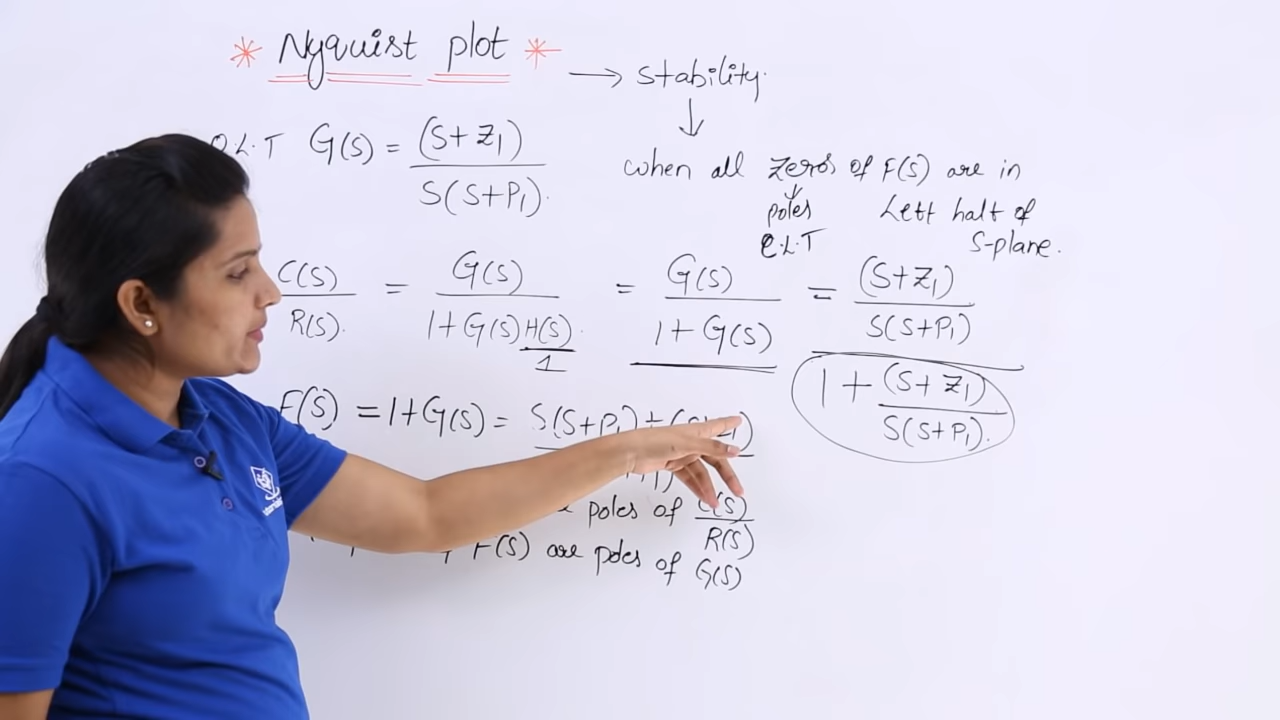 * Nyquist plot * → stability.
↓
O.L.T G(S) = (S+Z1) / S(S+P1).
when all zeros of F(S) are in
poles Left half of
C.L.T S-plane.
C(S)/R(S). = G(S) / 1+G(S)H(S). = G(S) / 1+G(S) = (S+Z1) / S(S+P1)
1
1 + (S+Z1) / S(S+P1).
F(S) = 1+G(S) = S(S+P1)+
poles of C(S)/R(S)
F(S) are poles of G(S)